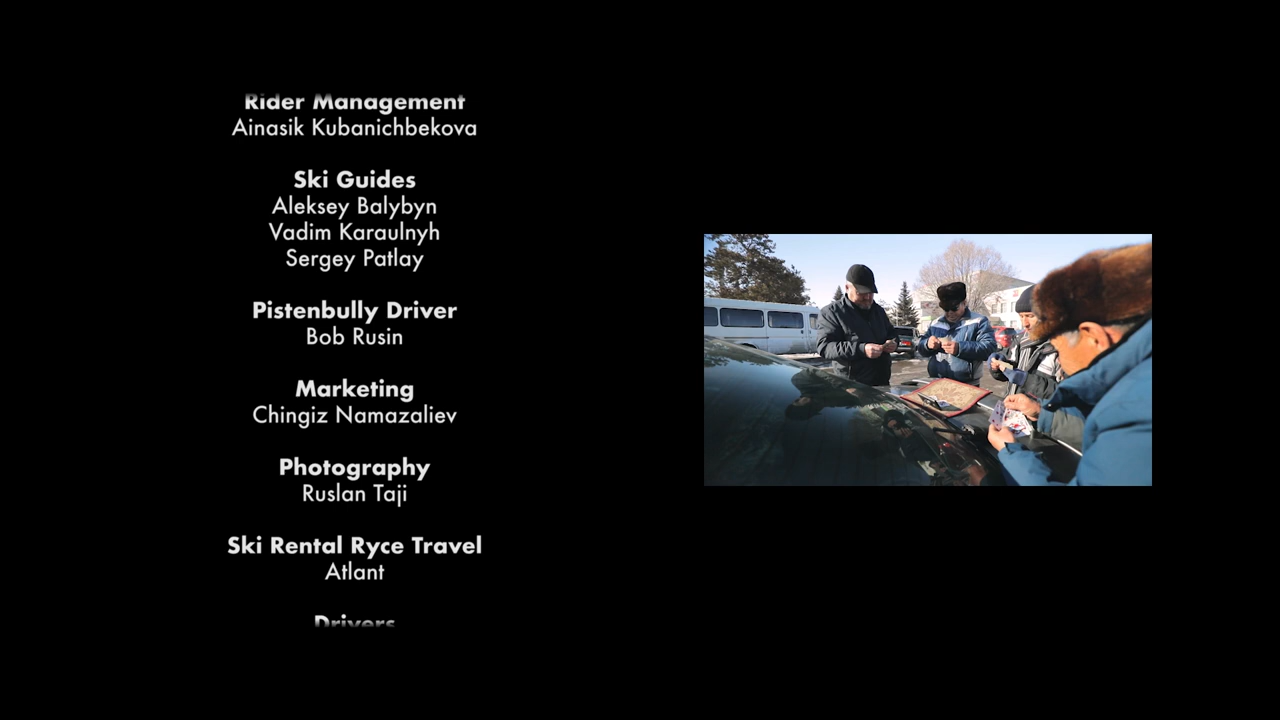 Rider Management
Ainasik Kubanichbekova
Ski Guides
Aleksey Balybyn
Vadim Karaulnyh
Sergey Patlay
Pistenbully Driver
Bob Rusin
Marketing
Chingiz Namazaliev
Photography
Ruslan Taji
Ski Rental Ryce Travel
Atlant
Drivers